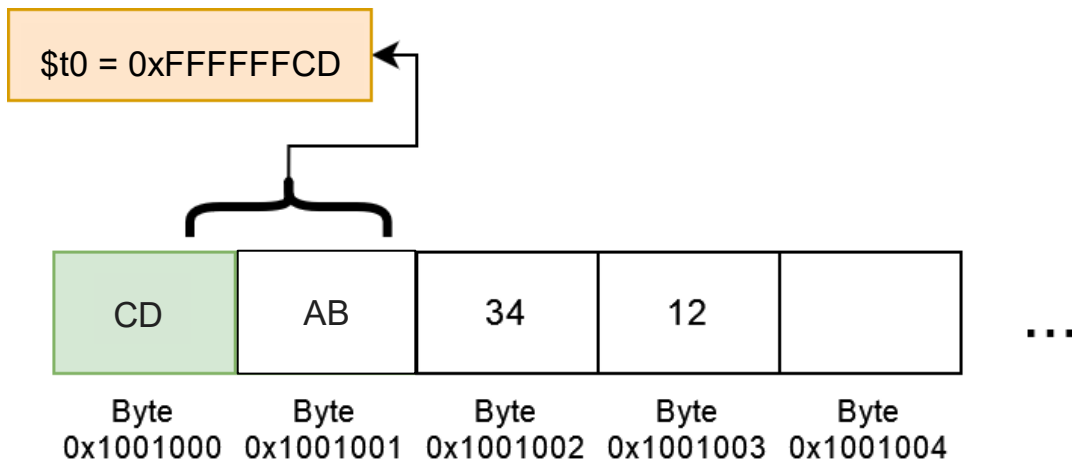 $t0 = 0xFFFFFFCD
CD AB 34 12 ...
Byte Byte Byte Byte Byte
0x1001000 0x1001001 0x1001002 0x1001003 0x1001004